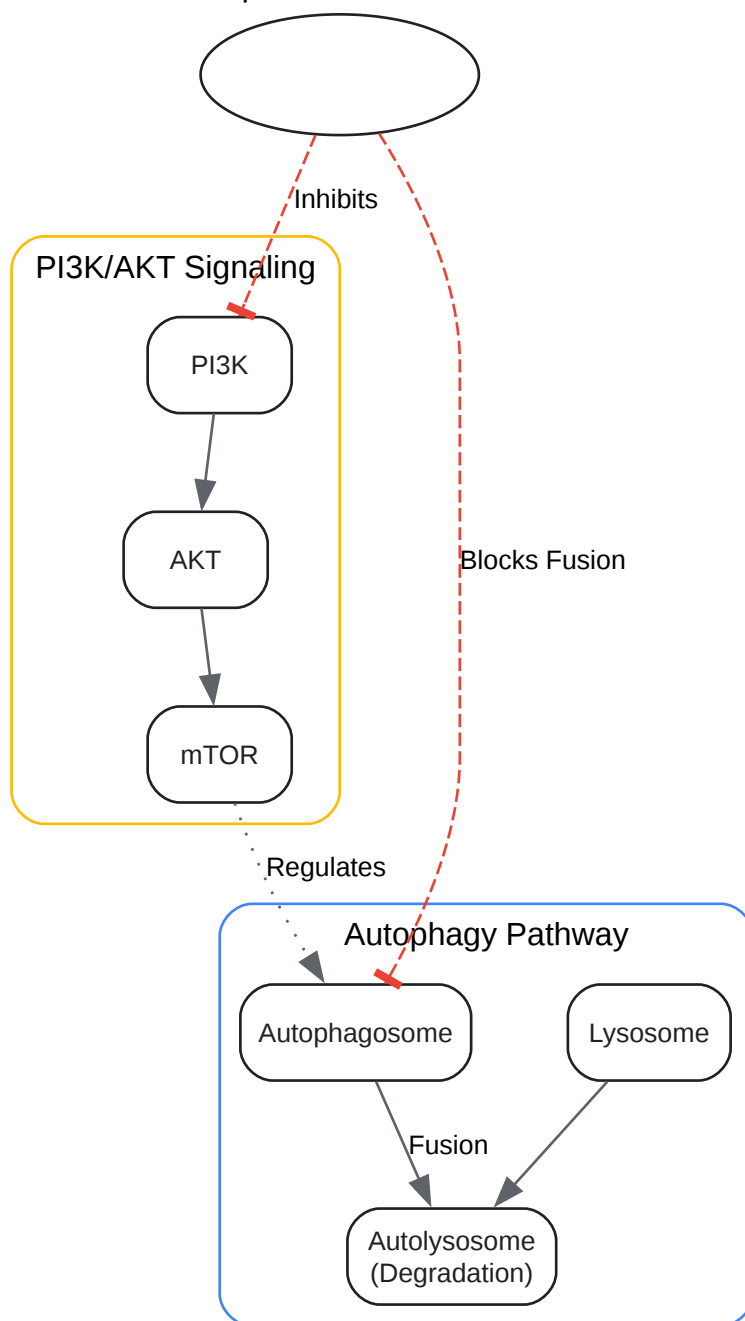 Inhibits
PI3K/AKT Signaling
PI3K
AKT
Blocks Fusion
mTOR
Regulates
Autophagy Pathway
Autophagosome
Lysosome
Fusion
Autolysosome
(Degradation)